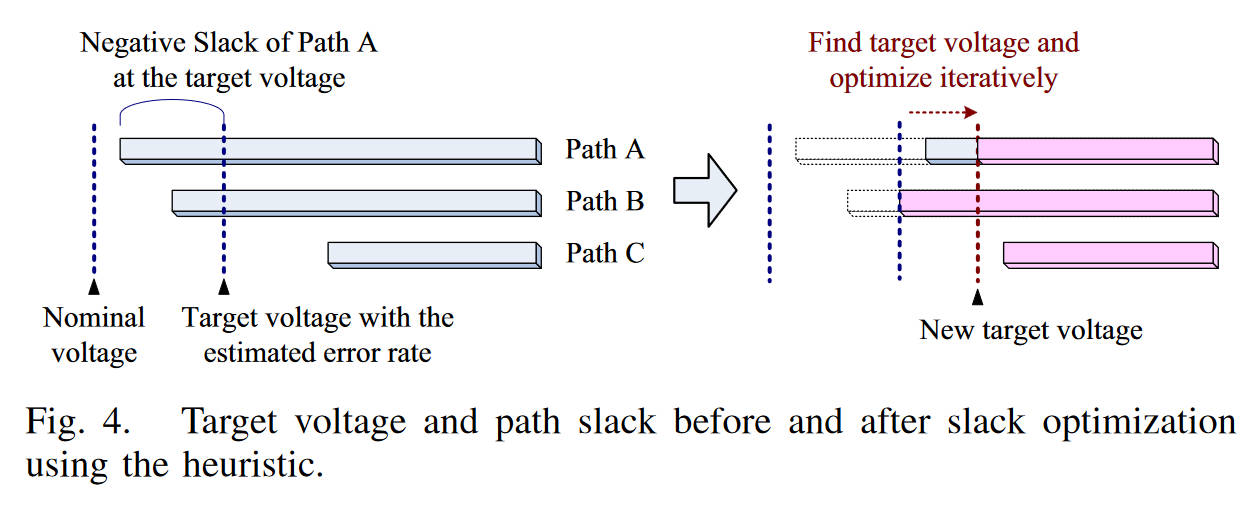 Negative Slack of Path A
at the target voltage
Find target voltage and
optimize iteratively
Path A
Path B
Path C
Nominal
voltage
Target voltage with the
estimated error rate
New target voltage
Fig. 4. Target voltage and path slack before and after slack optimization
using the heuristic.